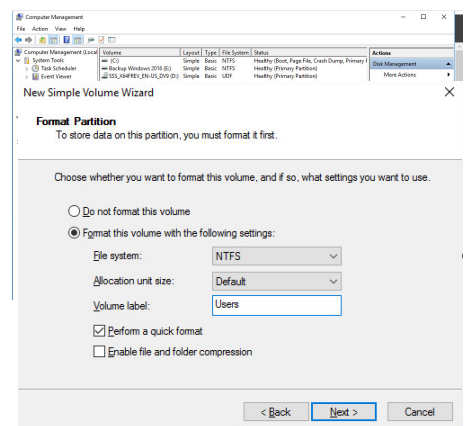 Computer Management
File Action View Help
Computer Management (Local
System Tools
Task Scheduler
Event Viewer
Volume Layout Type File System Status
(C:) Simple Basic NTFS Healthy (Boot, Page File, Crash Dump, Primary
Backup Windows 2016 (E:) Simple Basic NTFS Healthy (Primary Partition)
SSS_X64FREV_EN-US_DV9 (D:) Simple Basic UDF Healthy (Primary Partition)
Actions
Disk Management
More Actions
New Simple Volume Wizard
Format Partition
To store data on this partition, you must format it first.
Choose whether you want to format this volume, and if so, what settings you want to use.
Do not format this volume
Format this volume with the following settings:
File system: NTFS
Allocation unit size: Default
Volume label: Users
Perform a quick format
Enable file and folder compression
< Back Next > Cancel